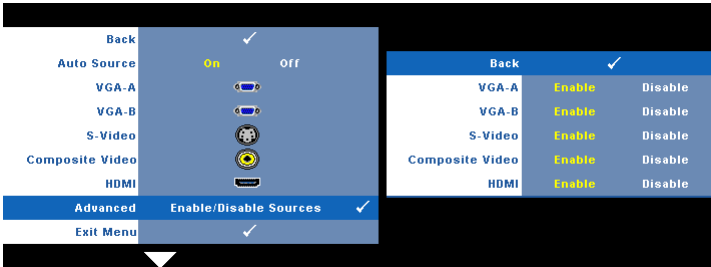 Back
Auto Source On Off
VGA-A
VGA-B
S-Video
Composite Video
HDMI
Advanced Enable/Disable Sources
Exit Menu
Back
VGA-A Enable Disable
VGA-B Enable Disable
S-Video Enable Disable
Composite Video Enable Disable
HDMI Enable Disable